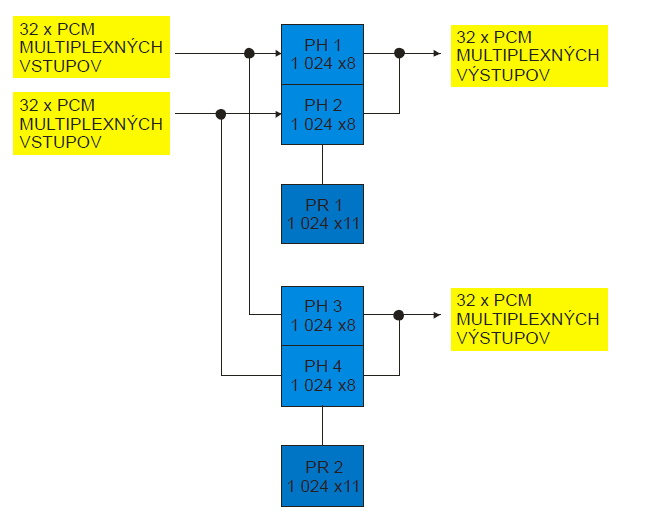 32 x PCM
MULTIPLEXNÝCH
VSTUPOV
32 x PCM
MULTIPLEXNÝCH
VSTUPOV
PH 1
1 024 x8
PH 2
1 024 x8
PR 1
1 024 x11
32 x PCM
MULTIPLEXNÝCH
VÝSTUPOV
PH 3
1 024 x8
PH 4
1 024 x8
PR 2
1 024 x11
32 x PCM
MULTIPLEXNÝCH
VÝSTUPOV